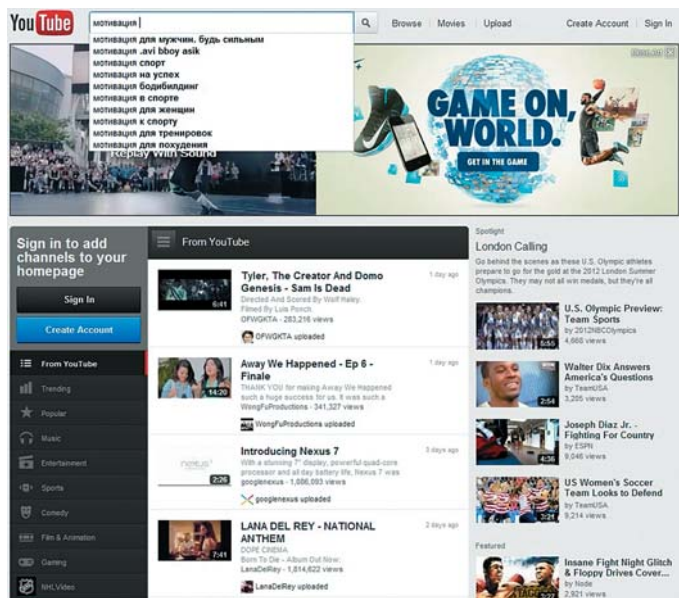 YouTube
мотивация
Browse | Movies | Upload
Create Account | Sign In
мотивация для мужчин. будь сильным
мотивация .avi bboy asik
мотивация спорт
мотивация на успех
мотивация бодибилдинг
мотивация в спорте
мотивация для женщин
мотивация к спорту
мотивация для тренировок
мотивация для похудения
Replay With Sound
Close Ad
GAME ON,
WORLD.
GET IN THE GAME
Sign in to add
channels to your
homepage
Sign In
Create Account
From YouTube
Trending
Popular
Music
Entertainment
Sports
Comedy
Film & Animation
Gaming
NHLVideo
From YouTube
Tyler, The Creator And Domo
Genesis - Sam Is Dead
1 day ago
Directed And Scored By Wolf Haley.
Filmed By Luis Ponch.
OFWGKTA - 283,216 views
OFWGKTA uploaded
6:41
Away We Happened - Ep 6 -
Finale
1 day ago
THANK YOU for making Away We Happened
such a huge success for us. It was such a
WongFuProductions - 341,327 views
WongFuProductions uploaded
14:20
Introducing Nexus 7
3 days ago
With a stunning 7" display, powerful quad-core
processor and all day battery life, Nexus 7 was
googlenexus - 1,086,093 views
googlenexus uploaded
nexus 7
2:26
LANA DEL REY - NATIONAL
ANTHEM
2 days ago
DOPE CINEMA.
Born To Die - Album Out Now:
LanaDelRey - 1,814,622 views
LanaDelRey uploaded
7:41
Spotlight
London Calling
Go behind the scenes as these U.S. Olympic athletes
prepare to go for the gold at the 2012 London Summer
Olympics. They may not all win medals, but they're all
champions.
U.S. Olympic Preview:
Team Sports
by 2012NBCOlympics
4,666 views
5:55
Walter Dix Answers
America's Questions
by TeamUSA
3,205 views
2:54
Joseph Diaz Jr. -
Fighting For Country
by ESPN
9,046 views
4:36
US Women's Soccer
Team Looks to Defend
by TeamUSA
9,214 views
3:21
Featured
Insane Fight Night Glitch
& Floppy Drives Cover...
by Node
2,921 views